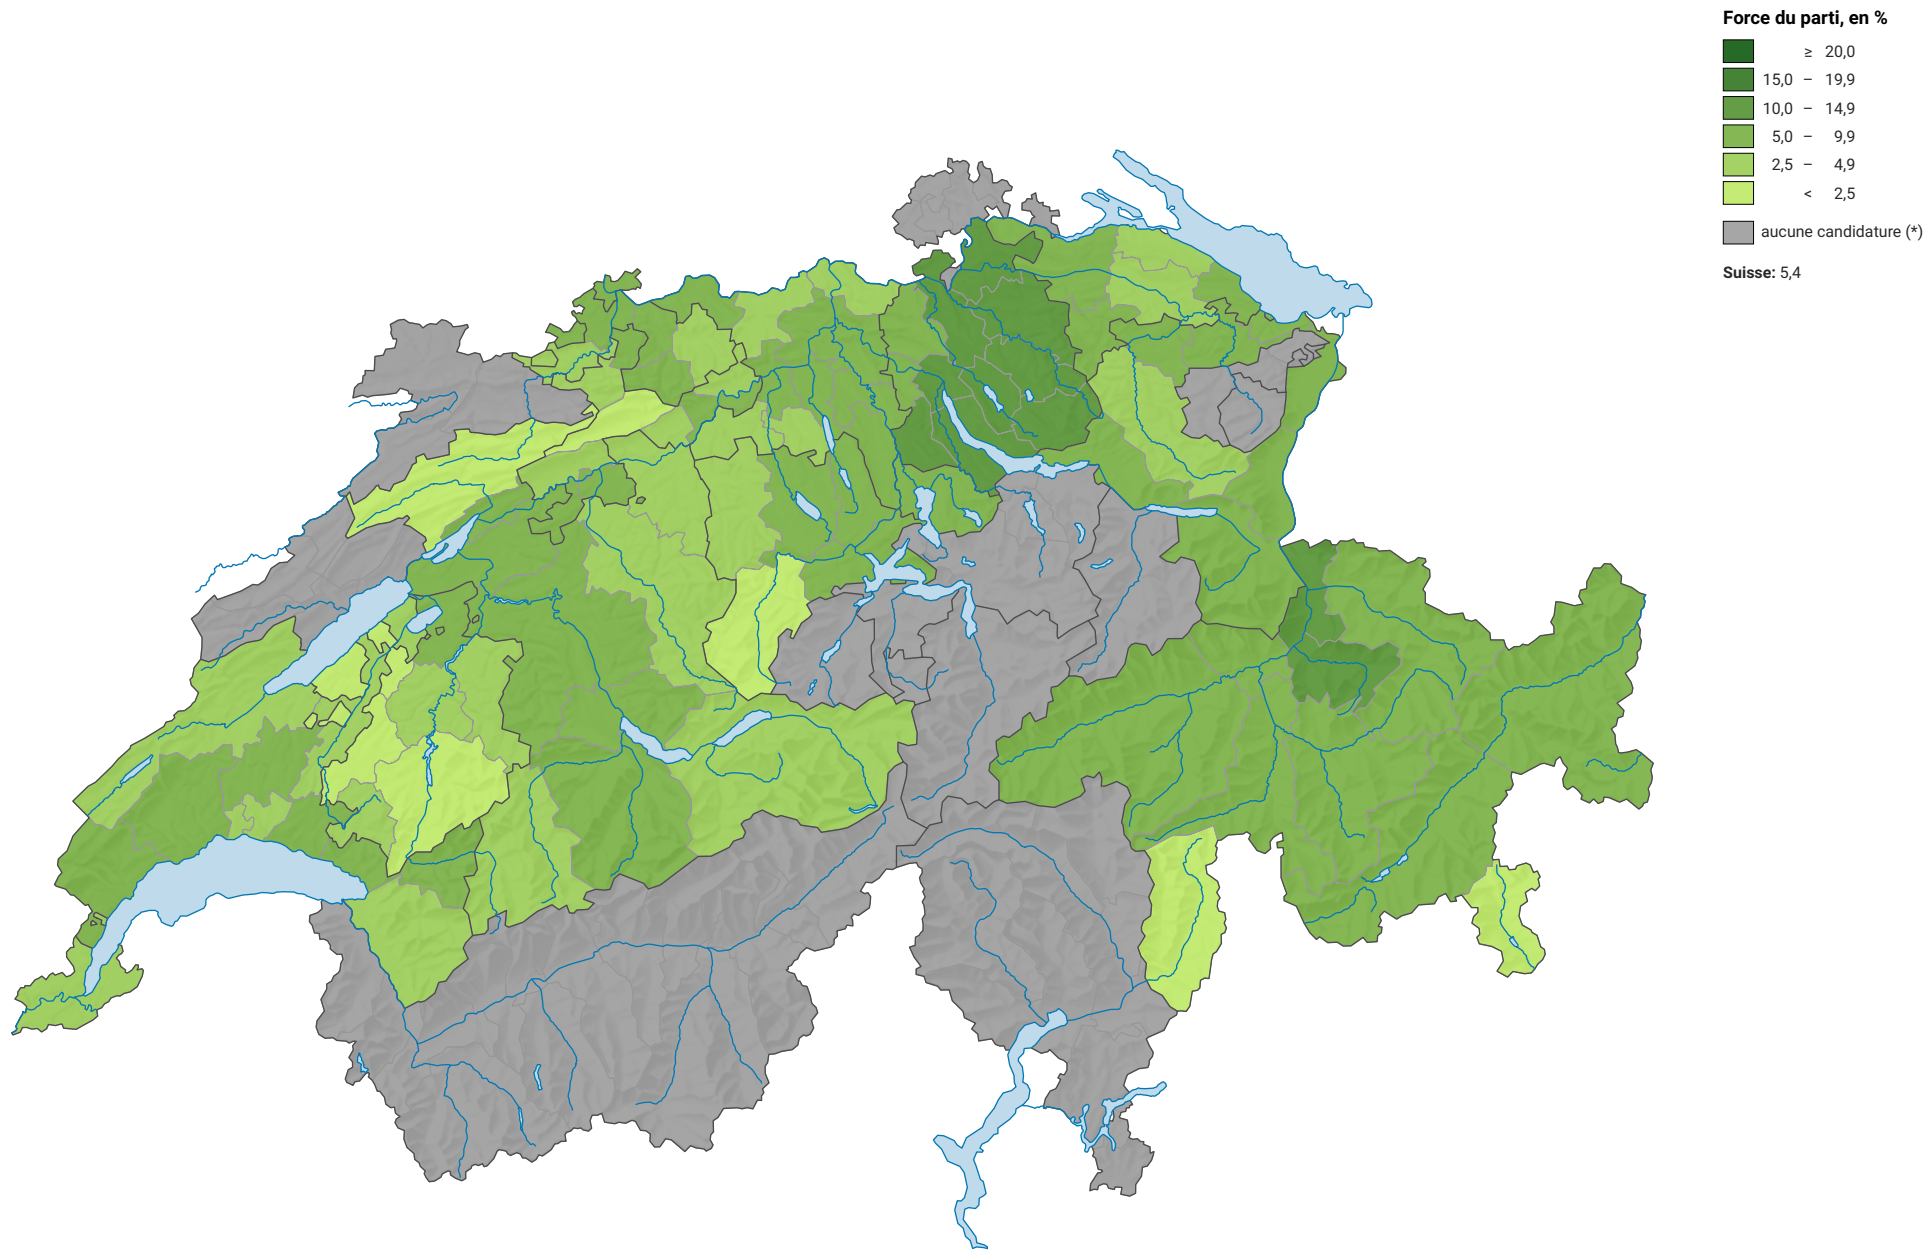 Force du parti, en %
≥ 20,0
15,0 – 19,9
10,0 – 14,9
5,0 – 9,9
2,5 – 4,9
< 2,5
aucune candidature (*)
Suisse: 5,4